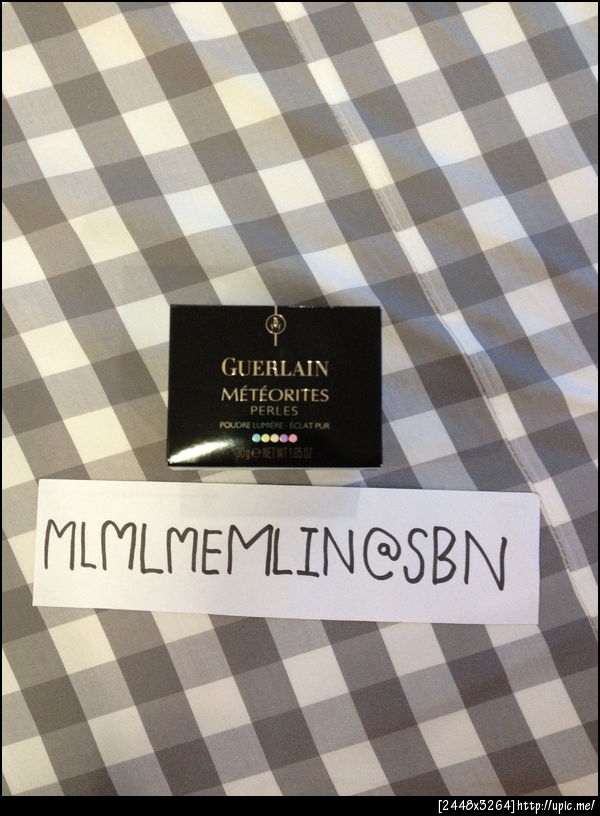 GUERLAIN
MÉTÉORITES
PERLES
POUDRE LUMIÈRE · ÉCLAT PUR
30g e NET WT 1.05 OZ
MLMLMEMLIN@SBN
[2448x3264]http://upic.me/